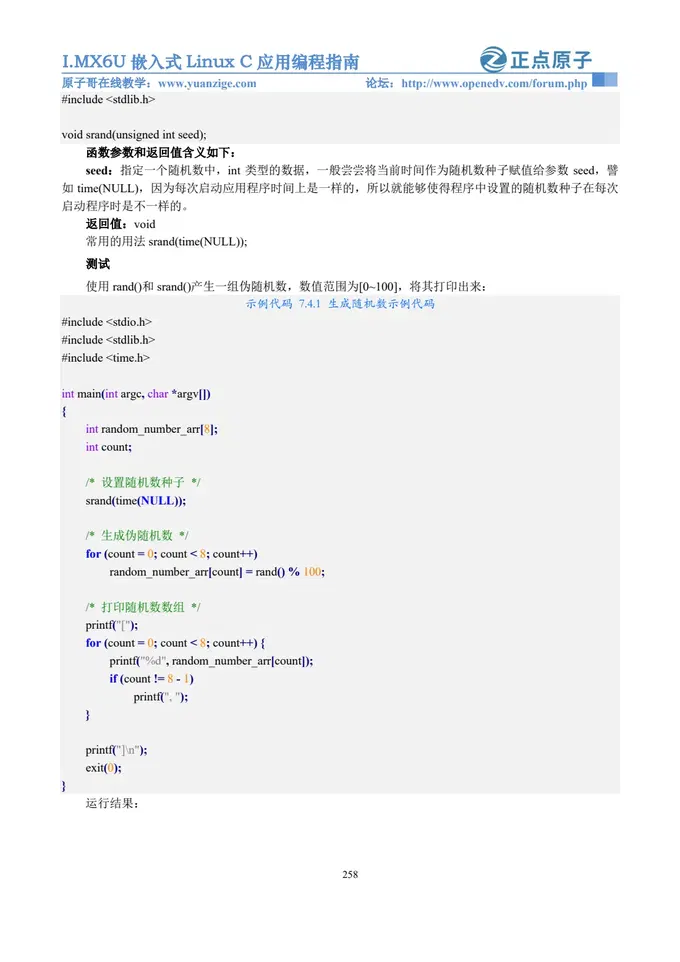 I.MX6U 嵌入式 Linux C 应用编程指南
正点原子
原子哥在线教学：www.yuanzige.com 论坛：http://www.openedv.com/forum.php
#include <stdlib.h>
void srand(unsigned int seed);
函数参数和返回值含义如下：
seed：指定一个随机数中，int 类型的数据，一般尝尝将当前时间作为随机数种子赋值给参数 seed，譬
如 time(NULL)，因为每次启动应用程序时间上是一样的，所以就能够使得程序中设置的随机数种子在每次
启动程序时是不一样的。
返回值：void
常用的用法 srand(time(NULL));
测试
使用 rand()和 srand()产生一组伪随机数，数值范围为[0~100]，将其打印出来：
示例代码 7.4.1 生成随机数示例代码
#include <stdio.h>
#include <stdlib.h>
#include <time.h>
int main(int argc, char *argv[])
{
int random_number_arr[8];
int count;
/* 设置随机数种子 */
srand(time(NULL));
/* 生成伪随机数 */
for (count = 0; count < 8; count++)
random_number_arr[count] = rand() % 100;
/* 打印随机数数组 */
printf("[");
for (count = 0; count < 8; count++) {
printf("%d", random_number_arr[count]);
if (count != 8 - 1)
printf(", ");
}
printf("]\n");
exit(0);
}
运行结果：
258